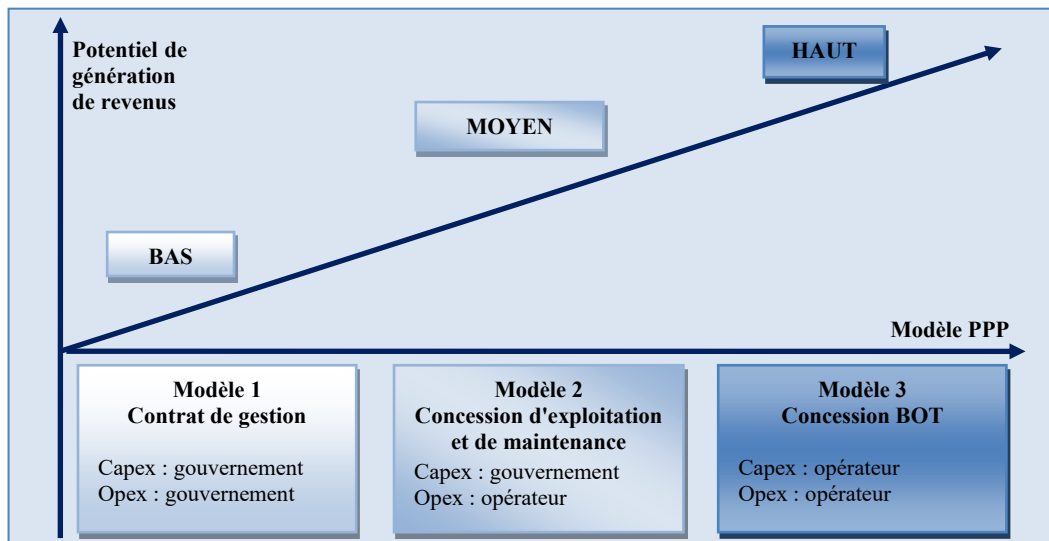 Potentiel de
génération
de revenus
HAUT
MOYEN
BAS
Modèle PPP
Modèle 1
Contrat de gestion
Capex : gouvernement
Opex : gouvernement
Modèle 2
Concession d'exploitation
et de maintenance
Capex : gouvernement
Opex : opérateur
Modèle 3
Concession BOT
Capex : opérateur
Opex : opérateur